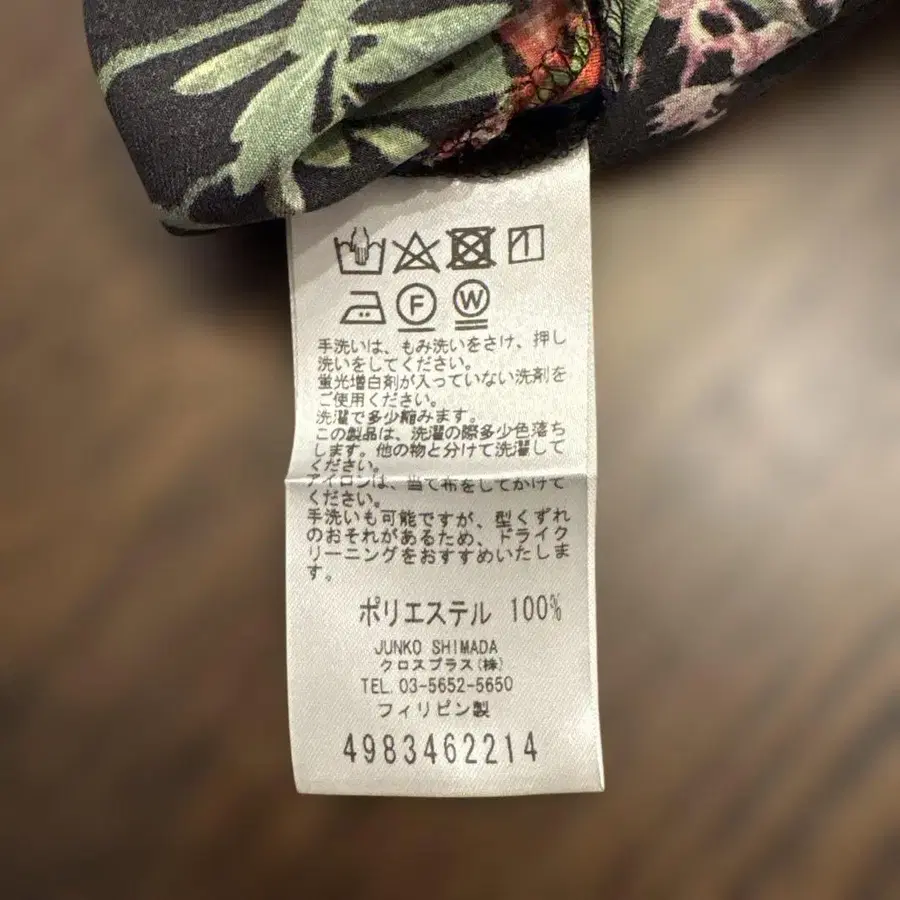 F W
手洗いは、もみ洗いをさけ、押し
洗いをしてください。
蛍光増白剤が入っていない洗剤を
ご使用ください。
洗濯で多少縮みます。
この製品は、洗濯の際多少色落ち
します。他の物と分けて洗濯して
ください。
アイロンは、当て布をしてかけて
ください。
手洗いも可能ですが、型くずれ
のおそれがあるため、ドライク
リーニングをおすすめいたしま
す。
ポリエステル 100%
JUNKO SHIMADA
クロスプラス(株)
TEL. 03-5652-5650
フィリピン製
4983462214